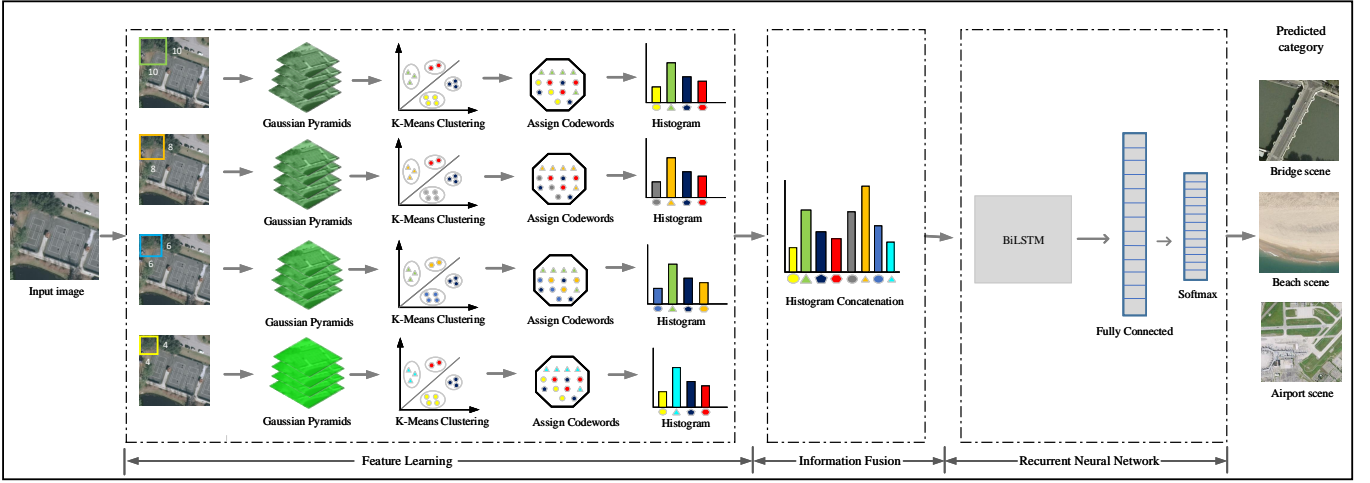 Predicted
category
10
10
Gaussian Pyramids
K-Means Clustering
Assign Codewords
Histogram
8
8
Gaussian Pyramids
K-Means Clustering
Assign Codewords
Histogram
Bridge scene
Input image
BiLSTM
6
6
Gaussian Pyramids
K-Means Clustering
Assign Codewords
Histogram
Histogram Concatenation
Fully Connected
Softmax
Beach scene
4
4
Gaussian Pyramids
K-Means Clustering
Assign Codewords
Histogram
Airport scene
Feature Learning
Information Fusion
Recurrent Neural Network